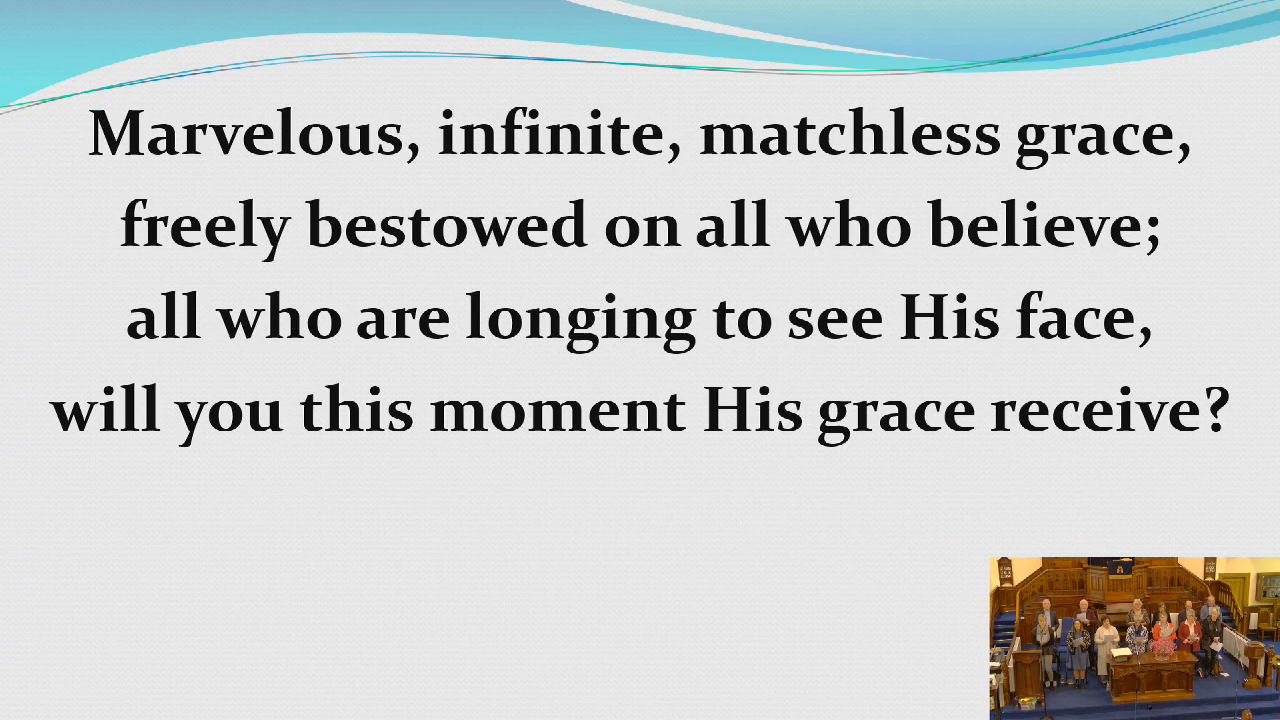 Marvelous, infinite, matchless grace,
freely bestowed on all who believe;
all who are longing to see His face,
will you this moment His grace receive?